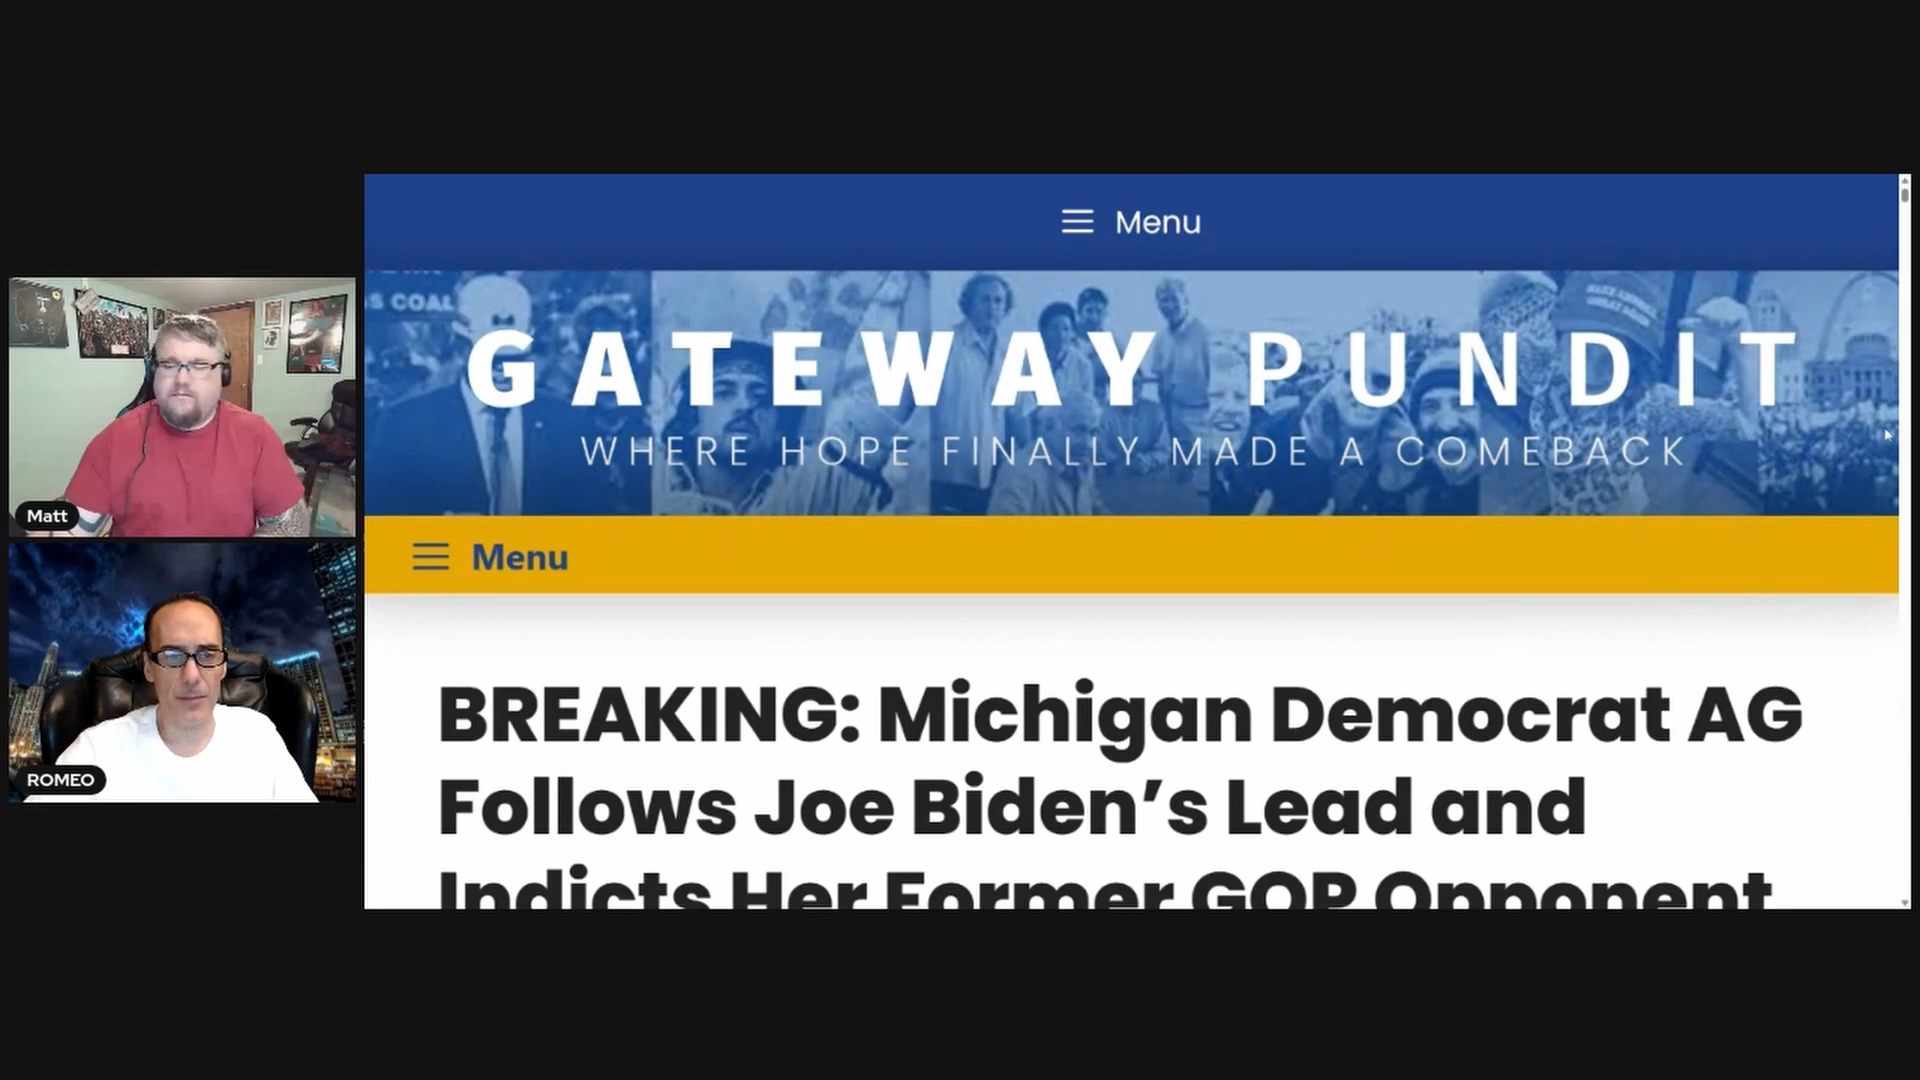 Menu
S COAL
GATEWAY PUNDIT
WHERE HOPE FINALLY MADE A COMEBACK
Menu
BREAKING: Michigan Democrat AG
Follows Joe Biden’s Lead and
Indicts Her Former GOP Opponent
Matt
ROMEO